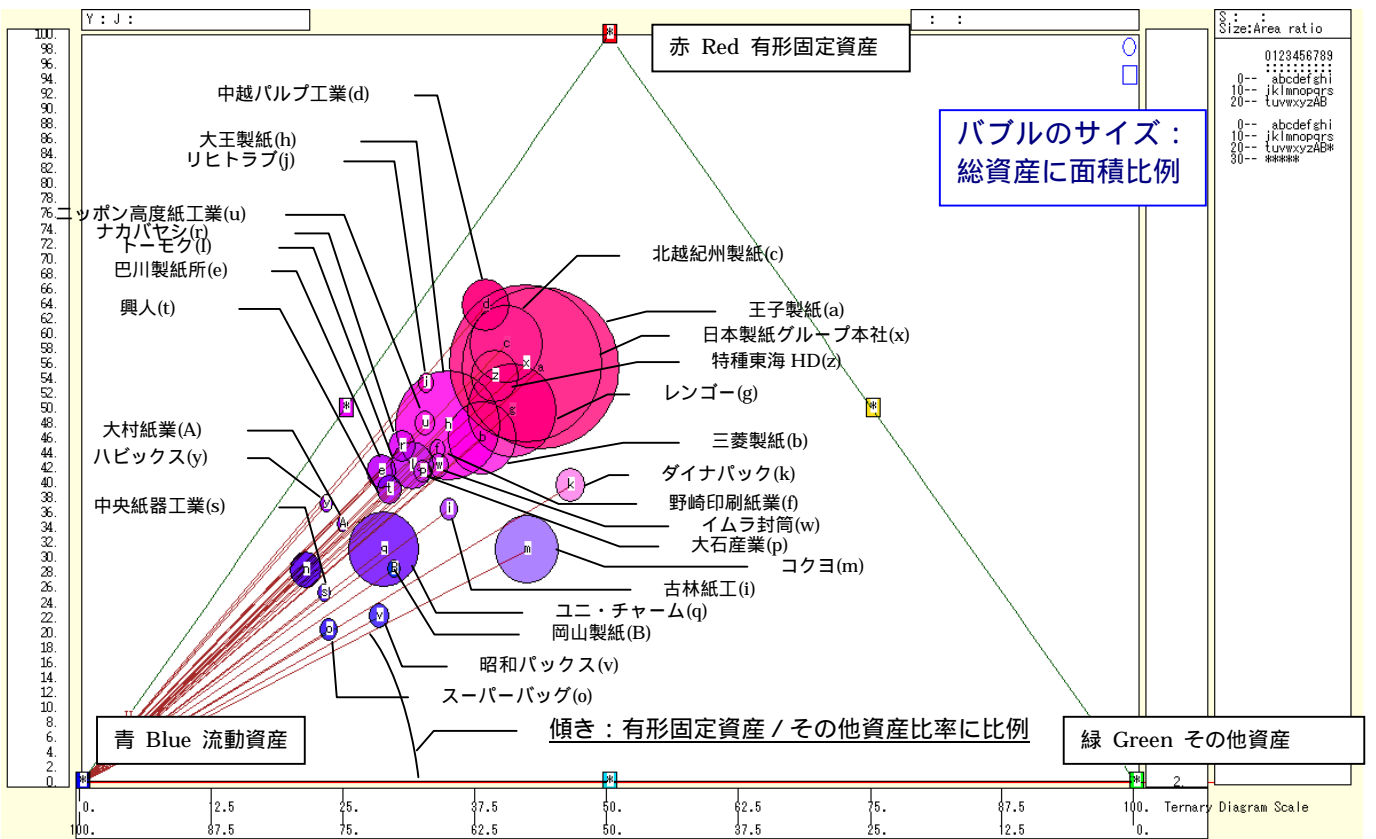 Y : J :
: :
S : :
Size:Area ratio
0123456789
::::::::::
0-- abcdefghi
10-- jklmnopqrs
20-- tuvwxyzAB
0-- abcdefghi
10-- jklmnopqrs
20-- tuvwxyzAB*
30-- *****
赤 Red 有形固定資産
バブルのサイズ：
総資産に面積比例
中越パルプ工業(d)
大王製紙(h)
リヒトラブ(j)
ニッポン高度紙工業(u)
ナカバヤシ(r)
トーモク(l)
巴川製紙所(e)
興人(t)
大村紙業(A)
ハビックス(y)
中央紙器工業(s)
北越紀州製紙(c)
王子製紙(a)
日本製紙グループ本社(x)
特種東海 HD(z)
レンゴー(g)
三菱製紙(b)
ダイナパック(k)
野崎印刷紙業(f)
イムラ封筒(w)
大石産業(p)
コクヨ(m)
古林紙工(i)
ユニ・チャーム(q)
岡山製紙(B)
昭和パックス(v)
スーパーバッグ(o)
傾き：有形固定資産 / その他資産比率に比例
青 Blue 流動資産
緑 Green その他資産
100.
98.
96.
94.
92.
90.
88.
86.
84.
82.
80.
78.
76.
74.
72.
70.
68.
66.
64.
62.
60.
58.
56.
54.
52.
50.
48.
46.
44.
42.
40.
38.
36.
34.
32.
30.
28.
26.
24.
22.
20.
18.
16.
14.
12.
10.
8.
6.
4.
2.
0.
d
c
x
a
z
j
g
u
h
b
r
f
l
w
e
p
t
k
y
i
A
q
m
n
B
s
v
o
2.
0. 12.5 25. 37.5 50. 62.5 75. 87.5 100. Ternary Diagram Scale
100. 87.5 75. 62.5 50. 37.5 25. 12.5 0.